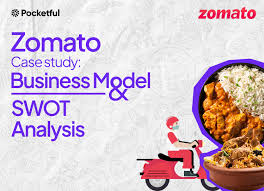 Pocketful
zomato
Zomato
Case study:
Business Model
&
SWOT
Analysis